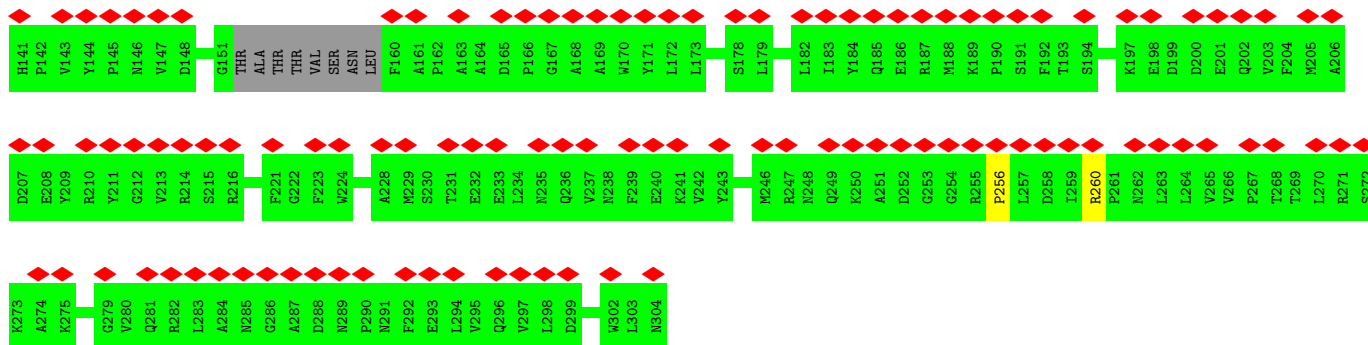 H141 P142 V143 Y144 P145 N146 V147 D148 G151 THR ALA THR THR VAL SER ASN LEU F160 A161 P162 A163 A164 D165 P166 G167 A168 A169 W170 Y171 L172 L173 S178 L179 L182 I183 Y184 Q185 E186 R187 M188 K189 P190 S191 F192 T193 S194 K197 E198 D199 D200 E201 Q202 V203 F204 M205 A206
D207 E208 Y209 R210 Y211 G212 V213 R214 S215 R216 F221 G222 F223 W224 A228 M229 S230 T231 E232 E233 L234 N235 Q236 V237 N238 F239 E240 K241 V242 Y243 M246 R247 N248 Q249 K250 A251 D252 G253 G254 R255 P256 L257 D258 I259 R260 P261 N262 L263 L264 V265 V266 P267 T268 T269 L270 R271 S272
K273 A274 K275 G279 V280 Q281 R282 L283 A284 N285 G286 A287 D288 N289 P290 N291 F292 E293 L294 V295 Q296 V297 L298 D299 W302 L303 N304